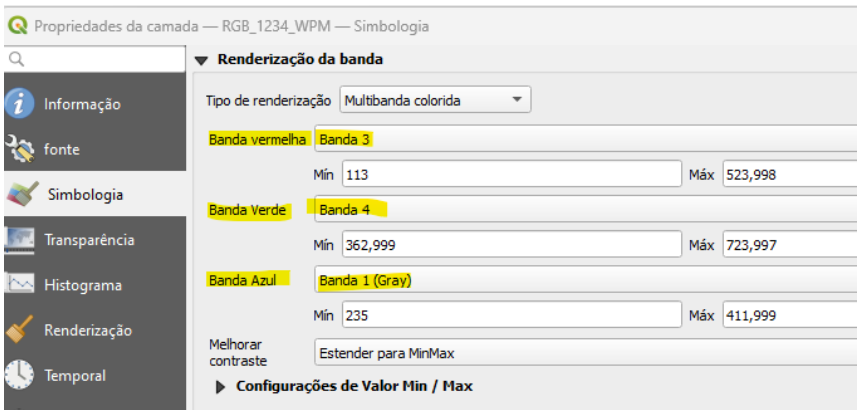 Propriedades da camada — RGB_1234_WPM — Simbologia
Renderização da banda
Informação
fonte
Simbologia
Transparência
Histograma
Renderização
Temporal
Tipo de renderização Multibanda colorida
Banda vermelha Banda 3
Mín 113 Máx 523,998
Banda Verde Banda 4
Mín 362,999 Máx 723,997
Banda Azul Banda 1 (Gray)
Mín 235 Máx 411,999
Melhorar
contraste Estender para MinMax
Configurações de Valor Min / Max